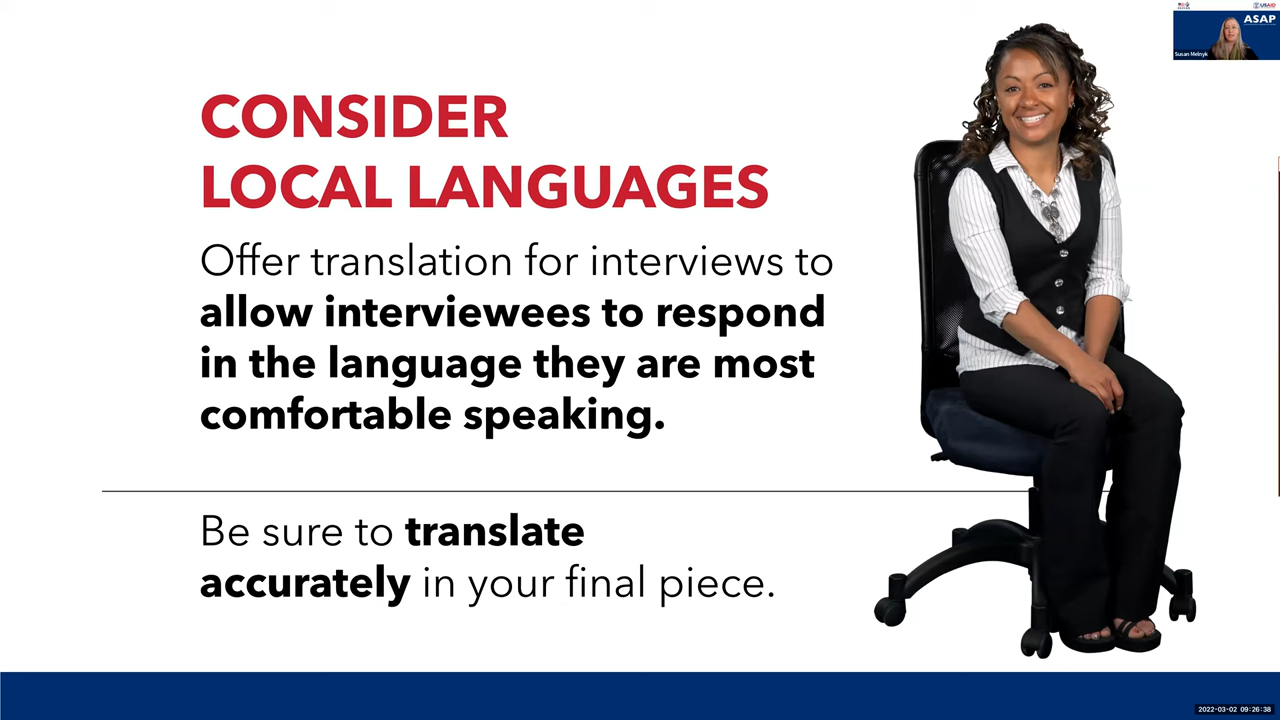 CONSIDER
LOCAL LANGUAGES
Offer translation for interviews to
allow interviewees to respond
in the language they are most
comfortable speaking.
Be sure to translate
accurately in your final piece.
USAID
ASAP
Susan Melnyk
2022-03-02 09:26:38